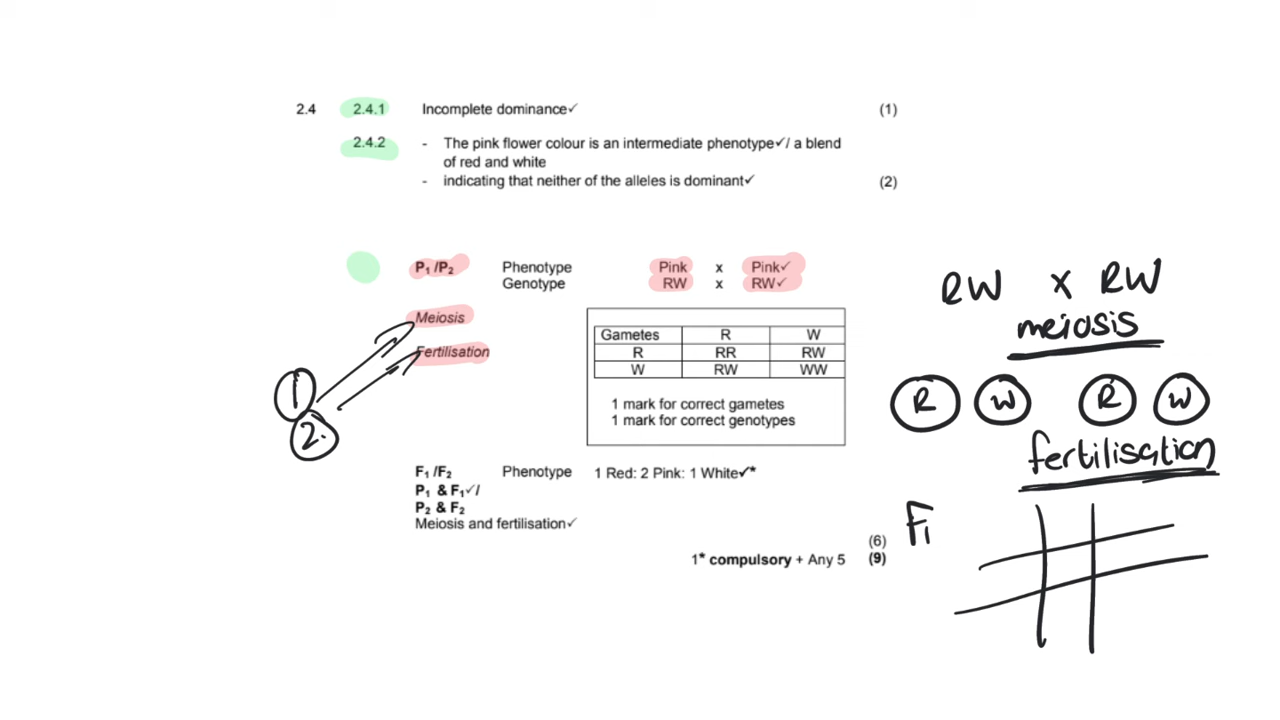 2.4 2.4.1 Incomplete dominance✓ (1)
2.4.2 - The pink flower colour is an intermediate phenotype✓/ a blend
of red and white
- indicating that neither of the alleles is dominant✓ (2)
P₁ /P₂ Phenotype Pink x Pink✓
Genotype RW x RW✓
Meiosis
Fertilisation
Gametes R W
R RR RW
W RW WW
1 mark for correct gametes
1 mark for correct genotypes
F₁ /F₂ Phenotype 1 Red: 2 Pink: 1 White✓*
P₁ & F₁✓/
P₂ & F₂
Meiosis and fertilisation✓
(6)
1* compulsory + Any 5 (9)
1
2.
RW x RW
meiosis
R W R W
fertilisation
F₁